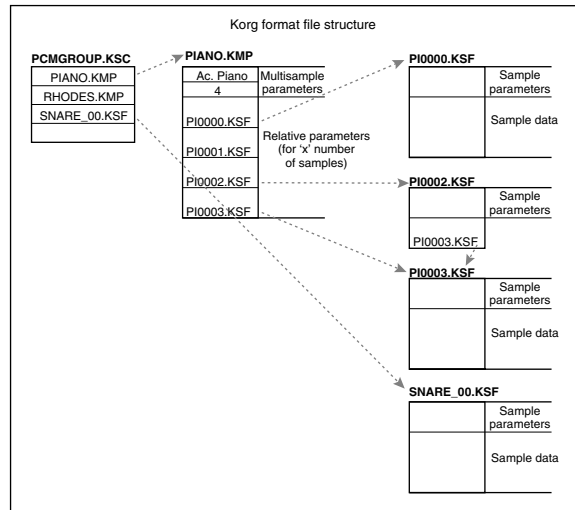 Korg format file structure
PCMGROUP.KSC
PIANO.KMP
RHODES.KMP
SNARE_00.KSF
PIANO.KMP
Ac. Piano
4
Multisample
parameters
PI0000.KSF
PI0001.KSF
PI0002.KSF
PI0003.KSF
Relative parameters
(for ‘x’ number
of samples)
PI0000.KSF
Sample
parameters
Sample data
PI0002.KSF
Sample
parameters
PI0003.KSF
PI0003.KSF
Sample
parameters
Sample data
SNARE_00.KSF
Sample
parameters
Sample data